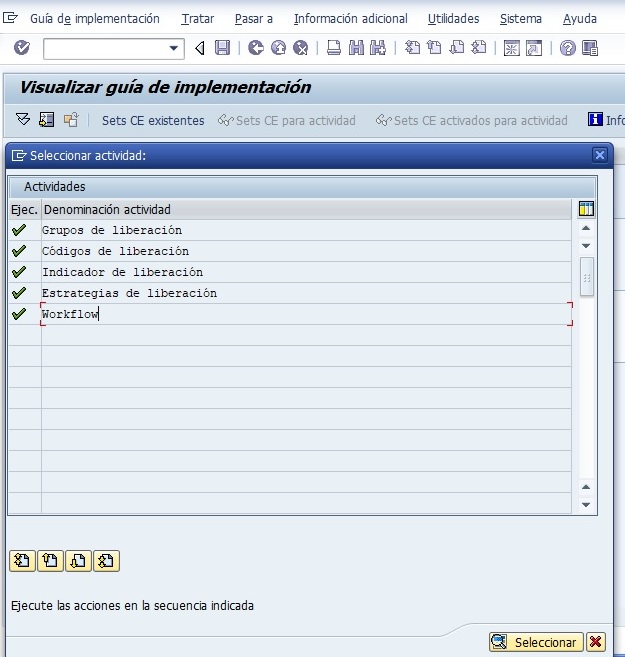 Guía de implementación Tratar Pasar a Información adicional Utilidades Sistema Ayuda
Visualizar guía de implementación
Sets CE existentes Sets CE para actividad Sets CE activados para actividad Info
Seleccionar actividad:
Actividades
Ejec. Denominación actividad
Grupos de liberación
Códigos de liberación
Indicador de liberación
Estrategias de liberación
Workflow
Ejecute las acciones en la secuencia indicada
Seleccionar